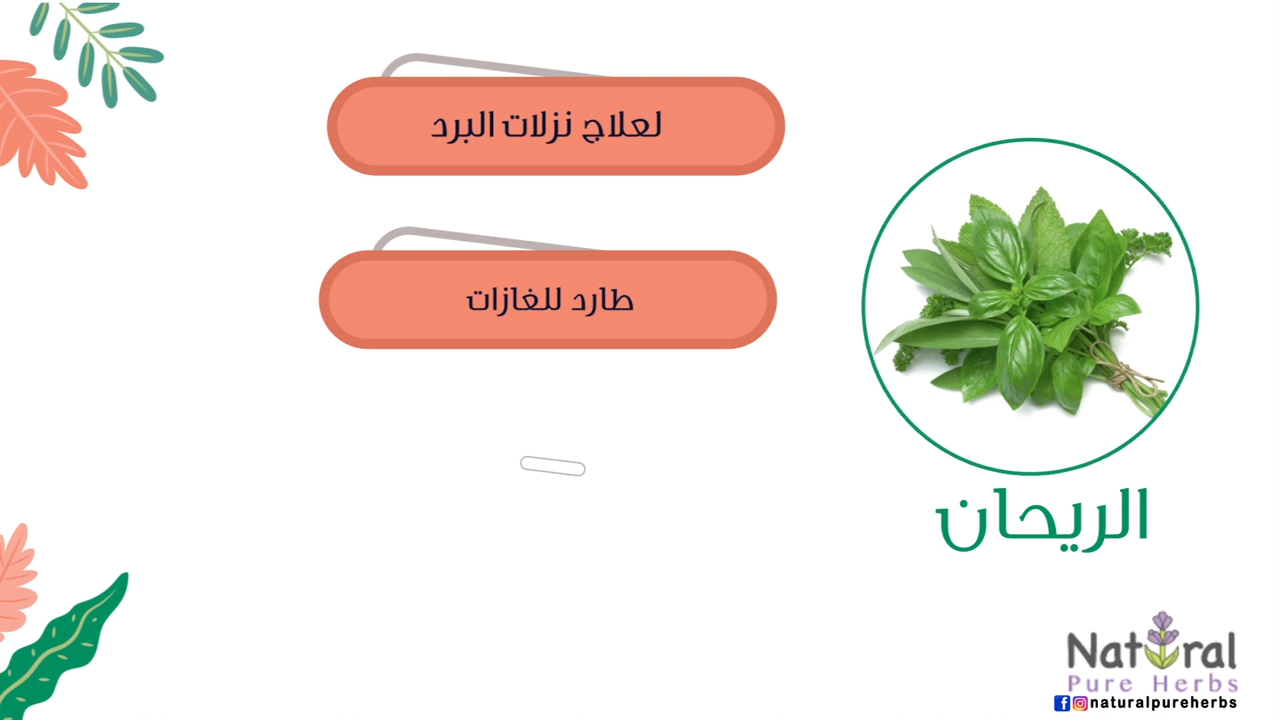 لعلاج نزلات البرد
طارد للغازات
الريحان
Natural
Pure Herbs
naturalpureherbs